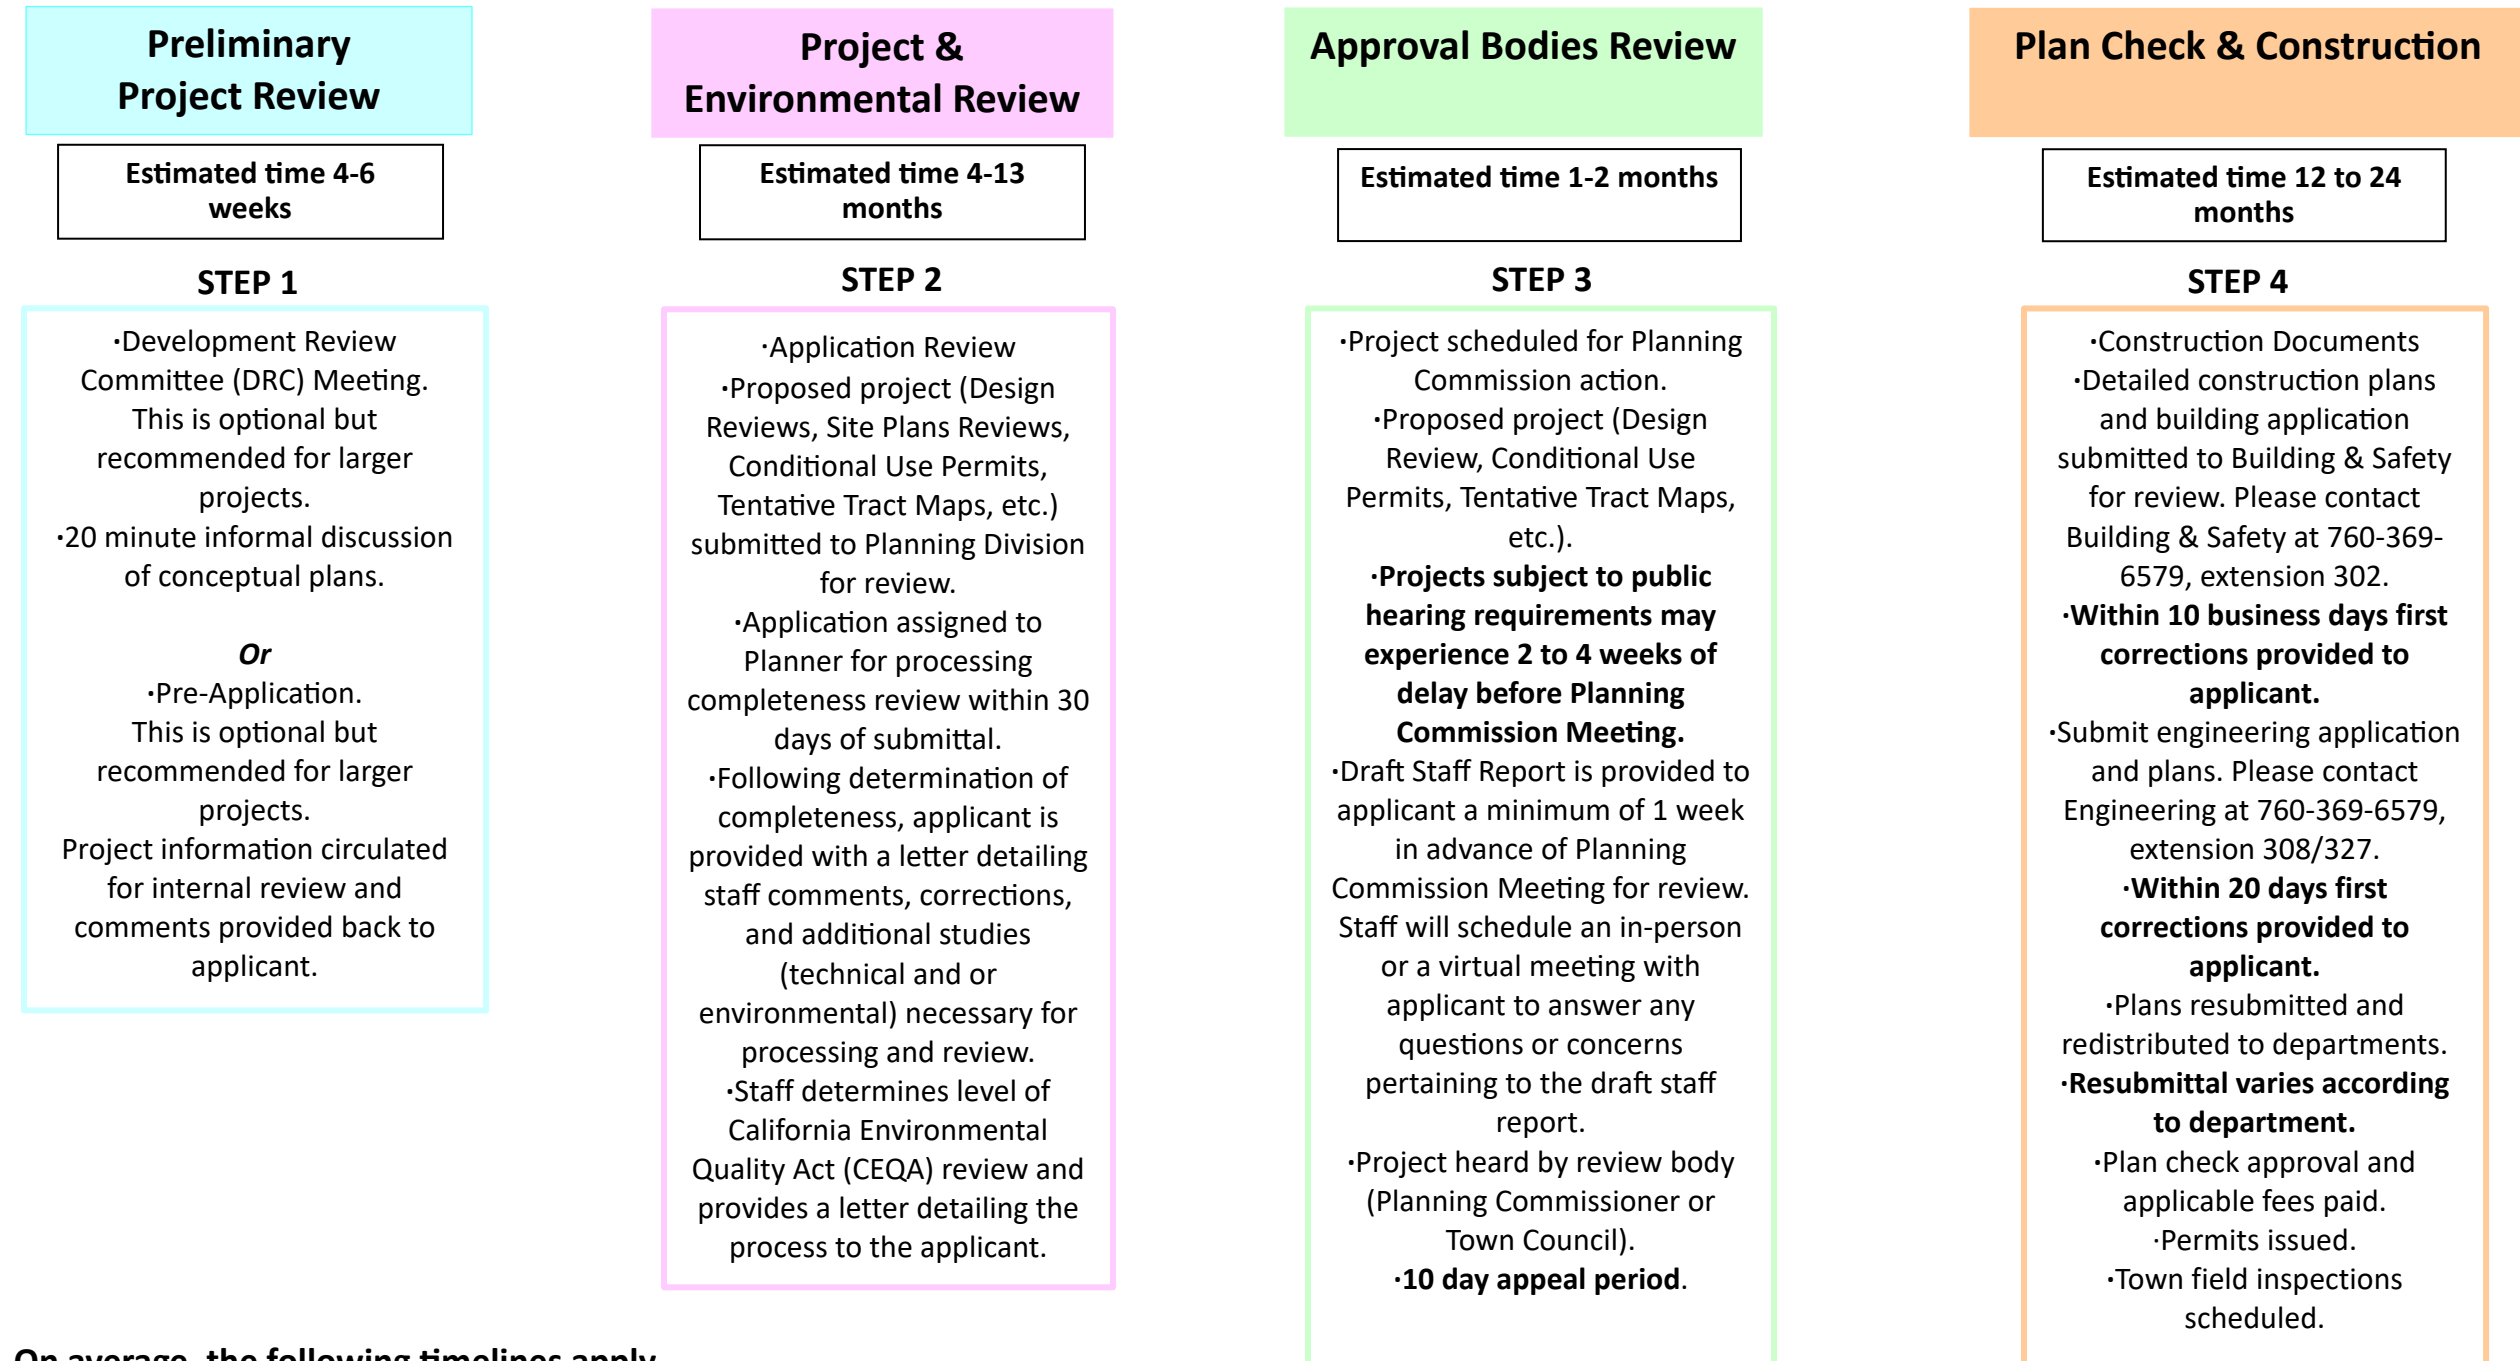 Preliminary
Project Review
Estimated time 4-6
weeks
STEP 1
·Development Review
Committee (DRC) Meeting.
This is optional but
recommended for larger
projects.
·20 minute informal discussion
of conceptual plans.
Or
·Pre-Application.
This is optional but
recommended for larger
projects.
Project information circulated
for internal review and
comments provided back to
applicant.
Project &
Environmental Review
Estimated time 4-13
months
STEP 2
·Application Review
·Proposed project (Design
Reviews, Site Plans Reviews,
Conditional Use Permits,
Tentative Tract Maps, etc.)
submitted to Planning Division
for review.
·Application assigned to
Planner for processing
completeness review within 30
days of submittal.
·Following determination of
completeness, applicant is
provided with a letter detailing
staff comments, corrections,
and additional studies
(technical and or
environmental) necessary for
processing and review.
·Staff determines level of
California Environmental
Quality Act (CEQA) review and
provides a letter detailing the
process to the applicant.
Approval Bodies Review
Estimated time 1-2 months
STEP 3
·Project scheduled for Planning
Commission action.
·Proposed project (Design
Review, Conditional Use
Permits, Tentative Tract Maps,
etc.).
·Projects subject to public
hearing requirements may
experience 2 to 4 weeks of
delay before Planning
Commission Meeting.
·Draft Staff Report is provided to
applicant a minimum of 1 week
in advance of Planning
Commission Meeting for review.
Staff will schedule an in-person
or a virtual meeting with
applicant to answer any
questions or concerns
pertaining to the draft staff
report.
·Project heard by review body
(Planning Commissioner or
Town Council).
·10 day appeal period.
Plan Check & Construction
Estimated time 12 to 24
months
STEP 4
·Construction Documents
·Detailed construction plans
and building application
submitted to Building & Safety
for review. Please contact
Building & Safety at 760-369-
6579, extension 302.
·Within 10 business days first
corrections provided to
applicant.
·Submit engineering application
and plans. Please contact
Engineering at 760-369-6579,
extension 308/327.
·Within 20 days first
corrections provided to
applicant.
·Plans resubmitted and
redistributed to departments.
·Resubmittal varies according
to department.
·Plan check approval and
applicable fees paid.
·Permits issued.
·Town field inspections
scheduled.
On average, the following timelines apply